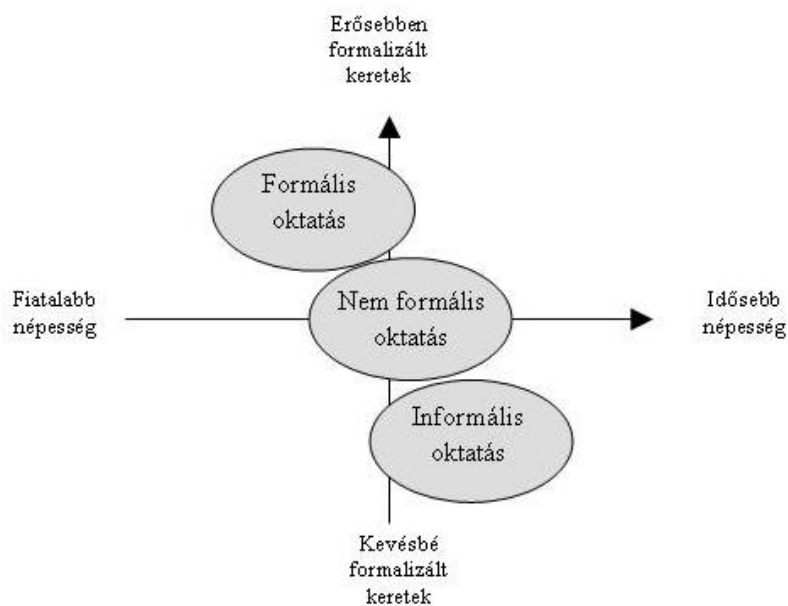 Erősebben
formalizált
keretek
Formális
oktatás
Fiatalabb
népesség
Nem formális
oktatás
Idősebb
népesség
Informális
oktatás
Kevésbé
formalizált
keretek